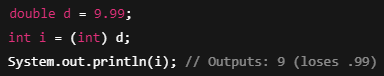 double d = 9.99;
int i = (int) d;
System.out.println(i); // Outputs: 9 (loses .99)